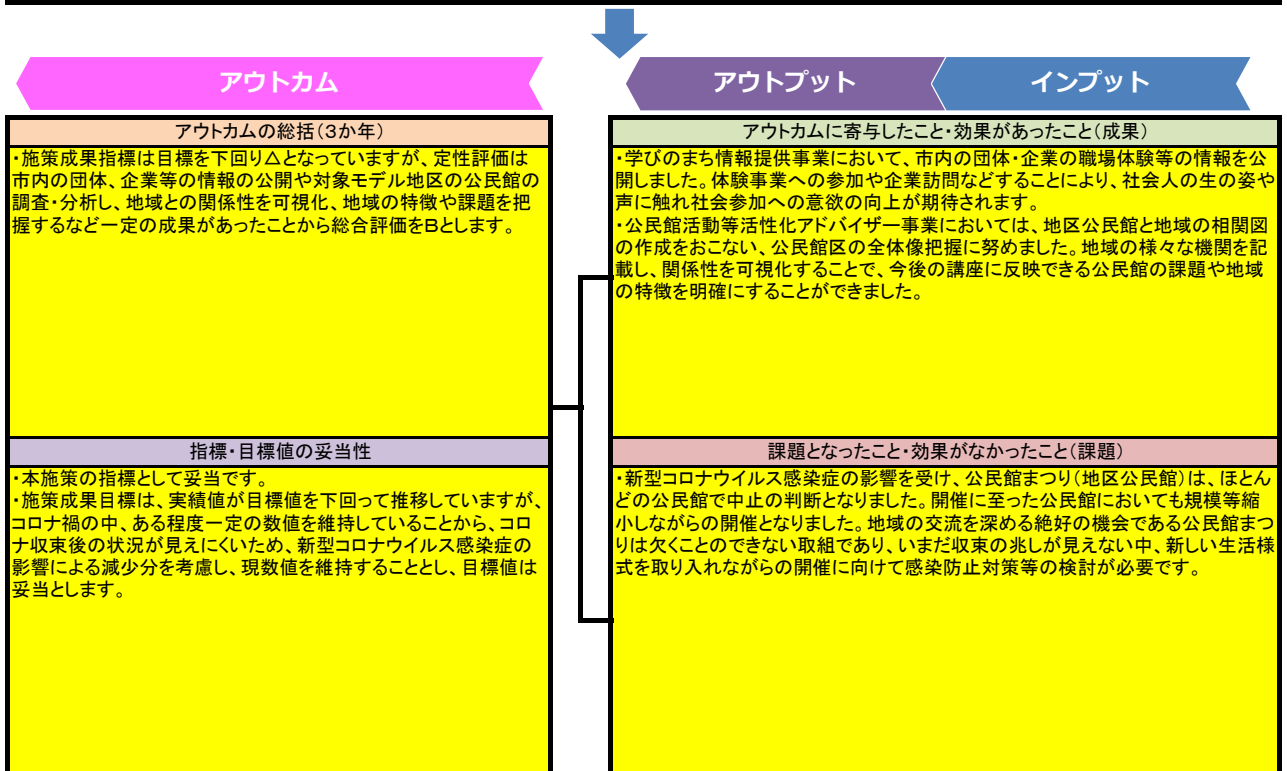 アウトカム
アウトプット
インプット
アウトカムの総括(3か年)
・施策成果指標は目標を下回り△となっていますが、定性評価は
市内の団体、企業等の情報の公開や対象モデル地区の公民館の
調査・分析し、地域との関係性を可視化、地域の特徴や課題を把
握するなど一定の成果があったことから総合評価をBとします。
指標・目標値の妥当性
・本施策の指標として妥当です。
・施策成果目標は、実績値が目標値を下回って推移していますが、
コロナ禍の中、ある程度一定の数値を維持していることから、コロ
ナ収束後の状況が見えにくいため、新型コロナウイルス感染症の
影響による減少分を考慮し、現数値を維持することとし、目標値は
妥当とします。
アウトカムに寄与したこと・効果があったこと(成果)
・学びのまち情報提供事業において、市内の団体・企業の職場体験等の情報を公
開しました。体験事業への参加や企業訪問などすることにより、社会人の生の姿や
声に触れ社会参加への意欲の向上が期待されます。
・公民館活動等活性化アドバイザー事業においては、地区公民館と地域の相関図
の作成をおこない、公民館区の全体像把握に努めました。地域の様々な機関を記
載し、関係性を可視化することで、今後の講座に反映できる公民館の課題や地域
の特徴を明確にすることができました。
課題となったこと・効果がなかったこと(課題)
・新型コロナウイルス感染症の影響を受け、公民館まつり(地区公民館)は、ほとん
どの公民館で中止の判断となりました。開催に至った公民館においても規模等縮
小しながらの開催となりました。地域の交流を深める絶好の機会である公民館まつ
りは欠くことのできない取組であり、いまだ収束の兆しが見えない中、新しい生活様
式を取り入れながらの開催に向けて感染防止対策等の検討が必要です。